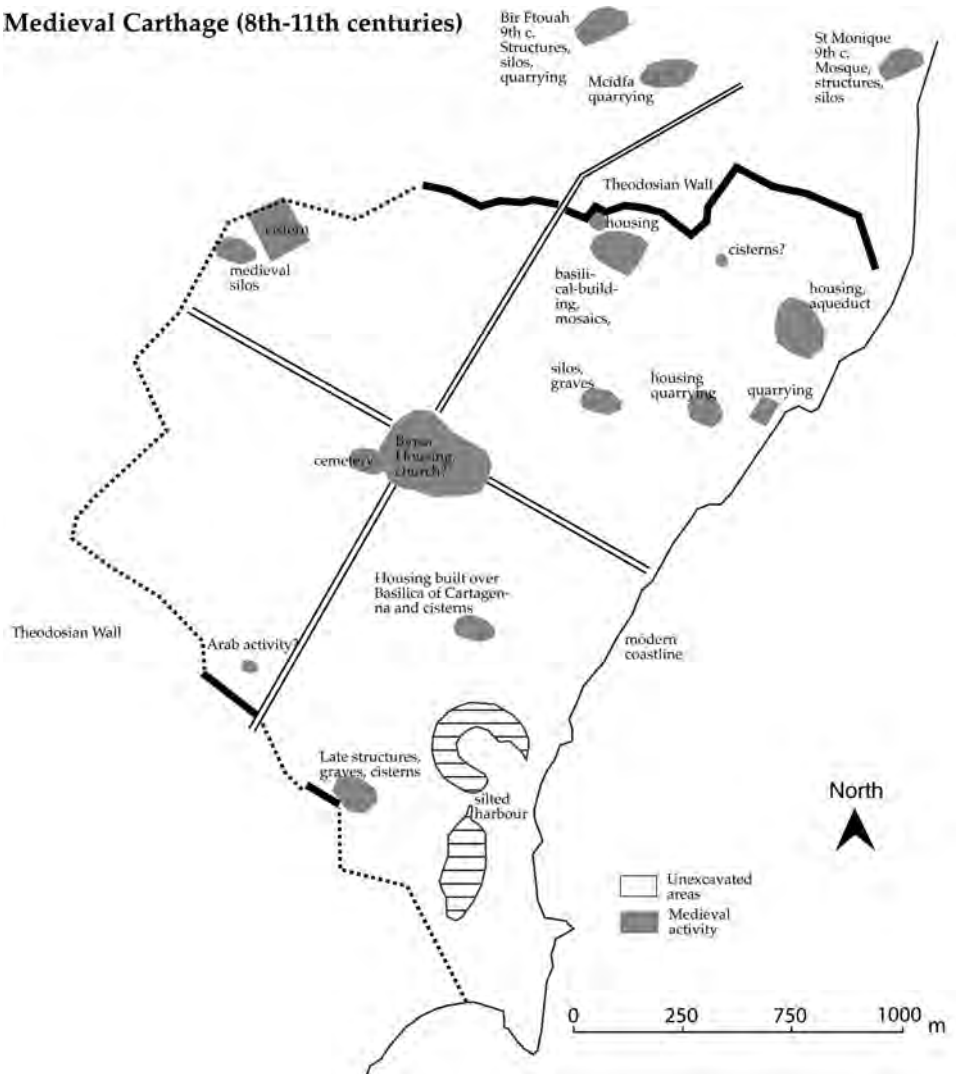 Medieval Carthage (8th-11th centuries)
Bir Ftouah
9th c.
Structures,
silos,
quarrying
Mcidfa
quarrying
St Monique
9th c.
Mosque,
structures,
silos
Theodosian Wall
housing
cistern
medieval
silos
basili-
cal-build-
ing,
mosaics,
cisterns?
housing,
aqueduct
silos,
graves
housing
quarrying
quarrying
cemetery
Byrsa
Housing
church?
Housing built over
Basilica of Cartagen-
na and cisterns
Theodosian Wall
Arab activity?
modern
coastline
Late structures,
graves, cisterns
silted
harbour
North
Unexcavated
areas
Medieval
activity
0 250 750 1000 m